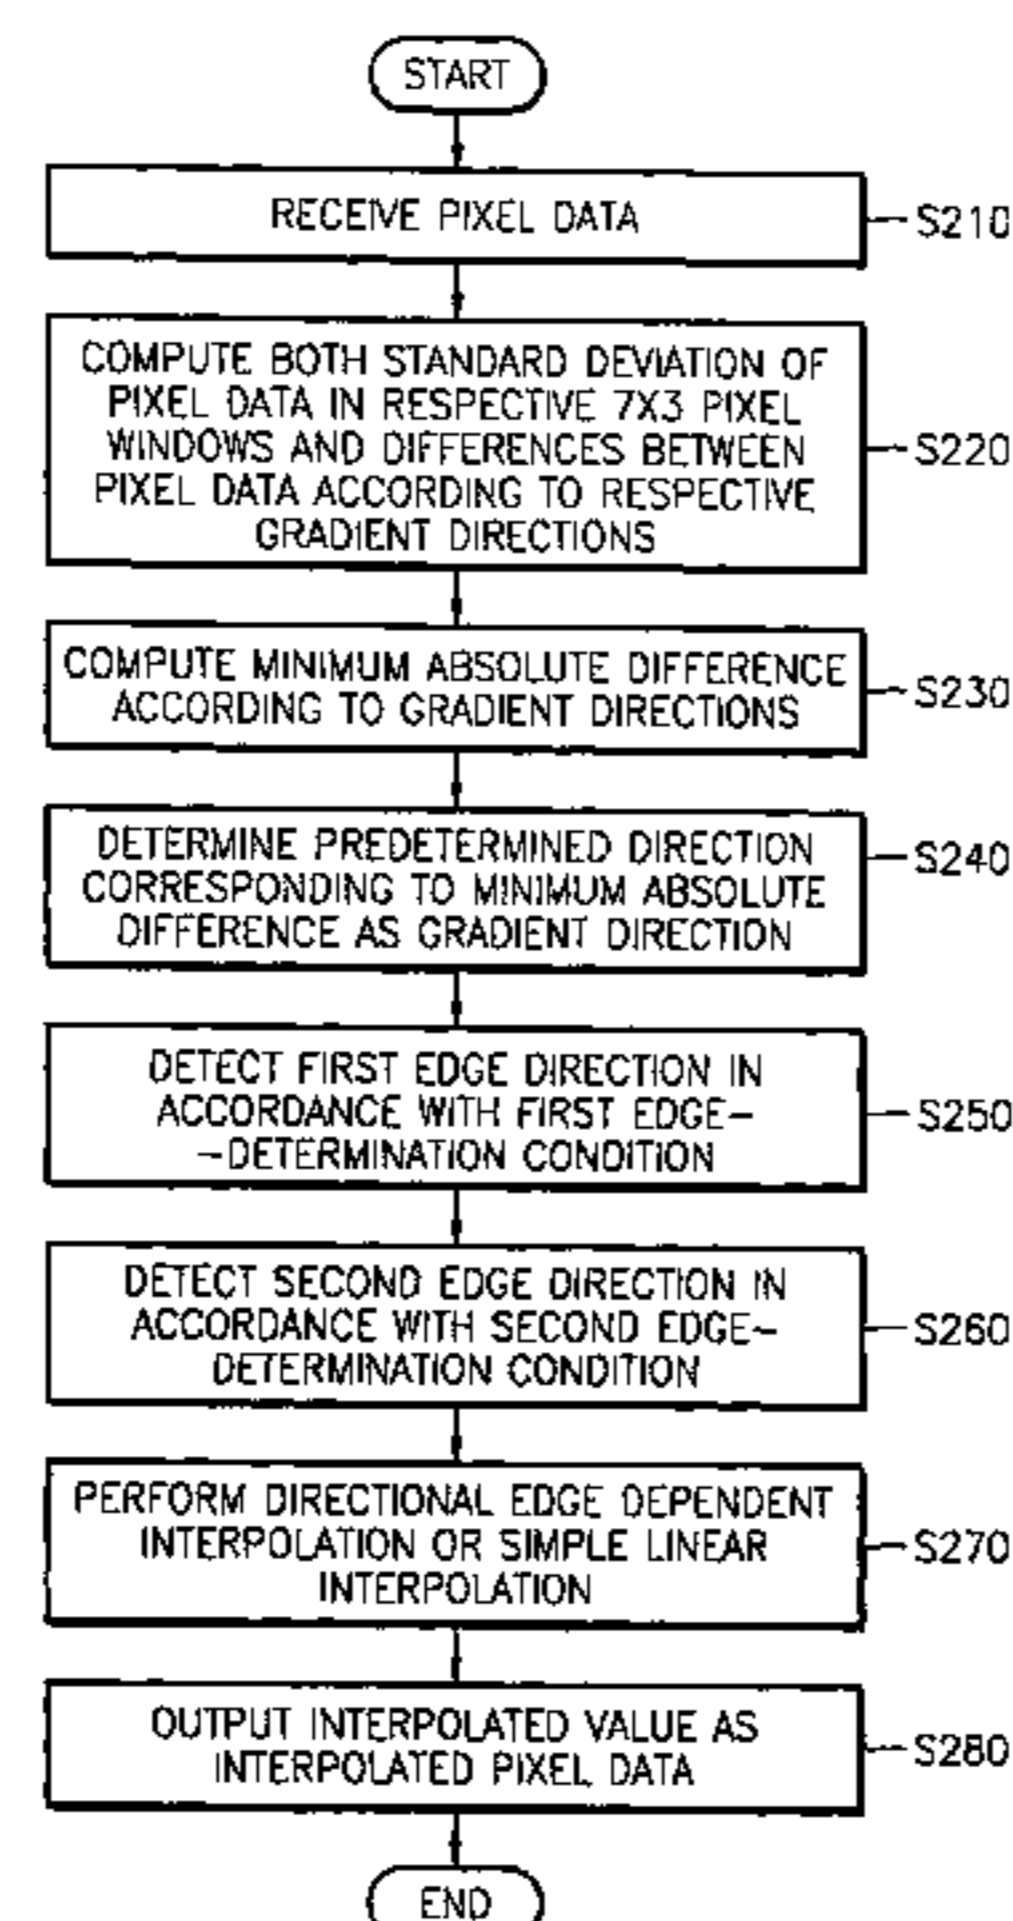 START
RECEIVE PIXEL DATA
S210
COMPUTE BOTH STANDARD DEVIATION OF
PIXEL DATA IN RESPECTIVE 7X3 PIXEL
WINDOWS AND DIFFERENCES BETWEEN
PIXEL DATA ACCORDING TO RESPECTIVE
GRADIENT DIRECTIONS
S220
COMPUTE MINIMUM ABSOLUTE DIFFERENCE
ACCORDING TO GRADIENT DIRECTIONS
S230
DETERMINE PREDETERMINED DIRECTION
CORRESPONDING TO MINIMUM ABSOLUTE
DIFFERENCE AS GRADIENT DIRECTION
S240
DETECT FIRST EDGE DIRECTION IN
ACCORDANCE WITH FIRST EDGE-
-DETERMINATION CONDITION
S250
DETECT SECOND EDGE DIRECTION IN
ACCORDANCE WITH SECOND EDGE-
DETERMINATION CONDITION
S260
PERFORM DIRECTIONAL EDGE DEPENDENT
INTERPOLATION OR SIMPLE LINEAR
INTERPOLATION
S270
OUTPUT INTERPOLATED VALUE AS
INTERPOLATED PIXEL DATA
S280
END